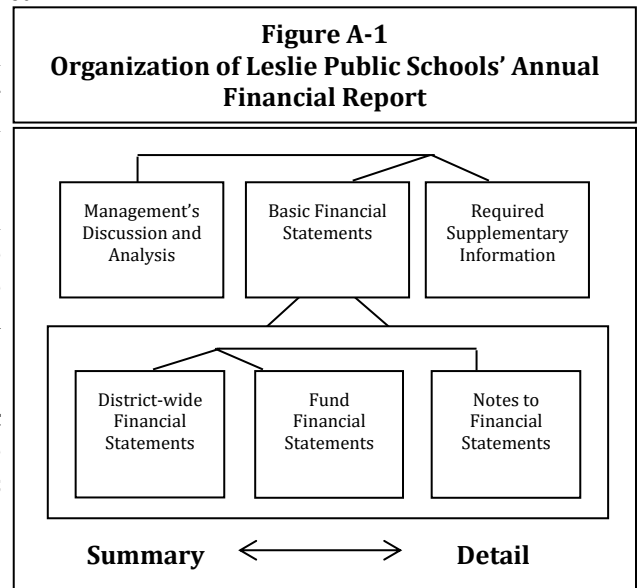 Figure A-1
Organization of Leslie Public Schools’ Annual
Financial Report
Management’s
Discussion and
Analysis
Basic Financial
Statements
Required
Supplementary
Information
District-wide
Financial
Statements
Fund
Financial
Statements
Notes to
Financial
Statements
Summary
Detail